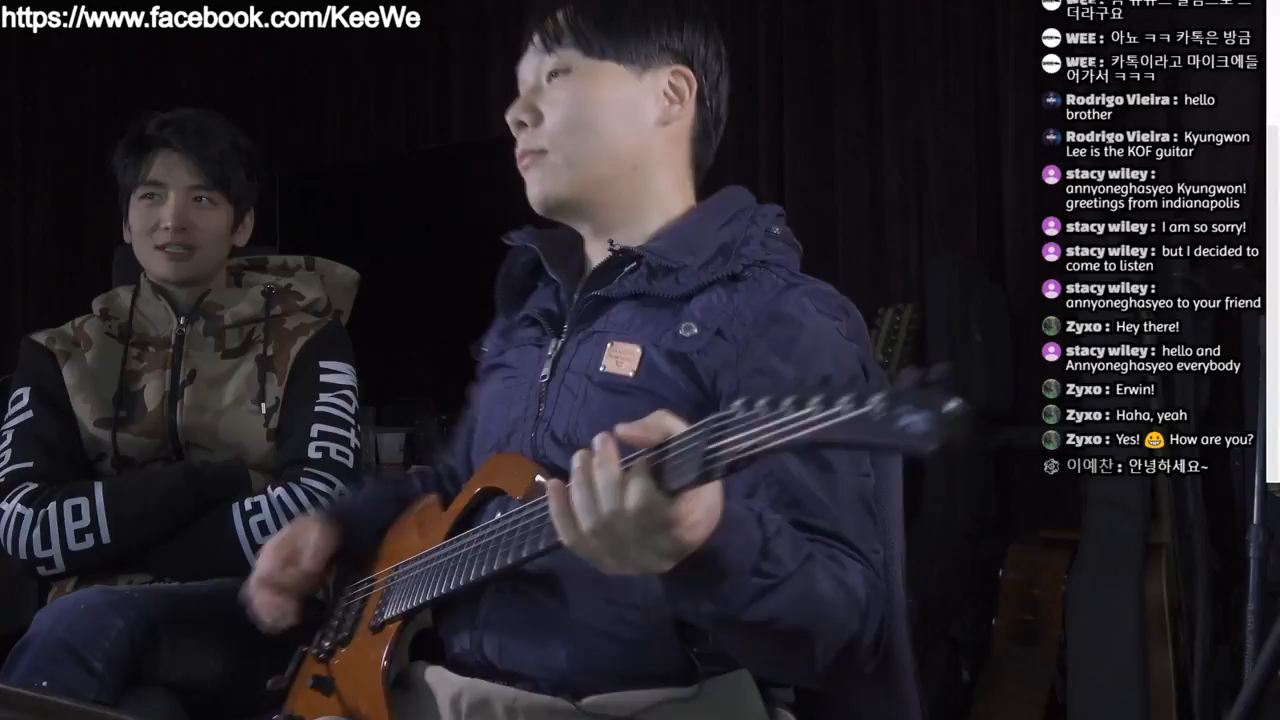 https://www.facebook.com/KeeWe
더라구요
WEE : 아뇨 ㅋㅋ 카톡은 방금
WEE : 카톡이라고 마이크에들
어가서 ㅋㅋㅋ
Rodrigo Vieira : hello
brother
Rodrigo Vieira : Kyungwon
Lee is the KOF guitar
stacy wiley :
annyoneghasyeo Kyungwon!
greetings from indianapolis
stacy wiley : I am so sorry!
stacy wiley : but I decided to
come to listen
stacy wiley :
annyoneghasyeo to your friend
Zyxo : Hey there!
stacy wiley : hello and
Annyoneghasyeo everybody
Zyxo : Erwin!
Zyxo : Haha, yeah
Zyxo : Yes! 😀 How are you?
이예찬 : 안녕하세요~
Angel
White